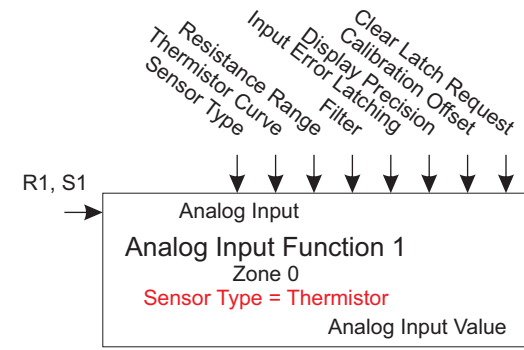 Clear Latch Request
Calibration Offset
Display Precision
Input Error Latching
Filter
Resistance Range
Thermistor Curve
Sensor Type
R1, S1
Analog Input
Analog Input Function 1
Zone 0
Sensor Type = Thermistor
Analog Input Value